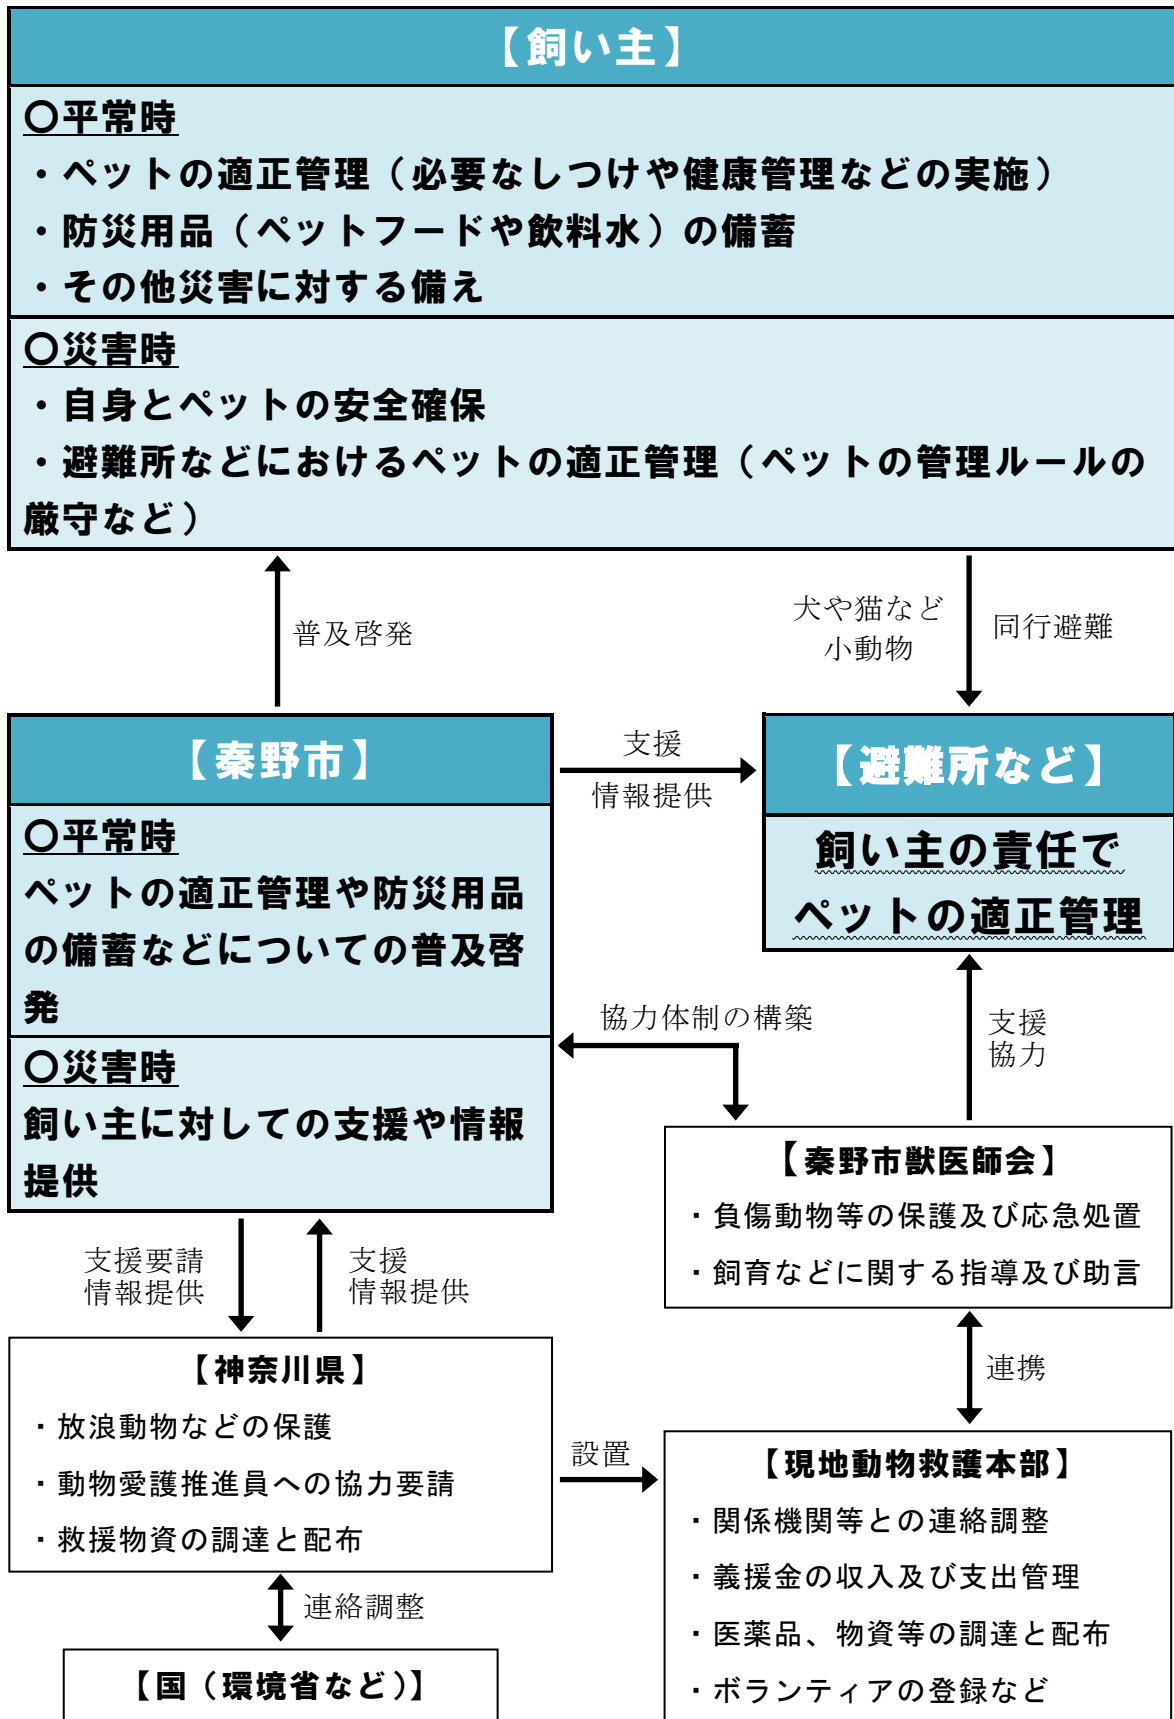 【飼い主】
〇平常時
・ペットの適正管理（必要なしつけや健康管理などの実施）
・防災用品（ペットフードや飲料水）の備蓄
・その他災害に対する備え
〇災害時
・自身とペットの安全確保
・避難所などにおけるペットの適正管理（ペットの管理ルールの
厳守など）
普及啓発
犬や猫など
小動物
同行避難
【秦野市】
〇平常時
ペットの適正管理や防災用品
の備蓄などについての普及啓
発
〇災害時
飼い主に対しての支援や情報
提供
支援
情報提供
【避難所など】
飼い主の責任で
ペットの適正管理
協力体制の構築
支援
協力
【秦野市獣医師会】
・負傷動物等の保護及び応急処置
・飼育などに関する指導及び助言
支援要請
情報提供
支援
情報提供
連携
【神奈川県】
・放浪動物などの保護
・動物愛護推進員への協力要請
・救援物資の調達と配布
設置
【現地動物救護本部】
・関係機関等との連絡調整
・義援金の収入及び支出管理
・医薬品、物資等の調達と配布
・ボランティアの登録など
連絡調整
【国（環境省など）】